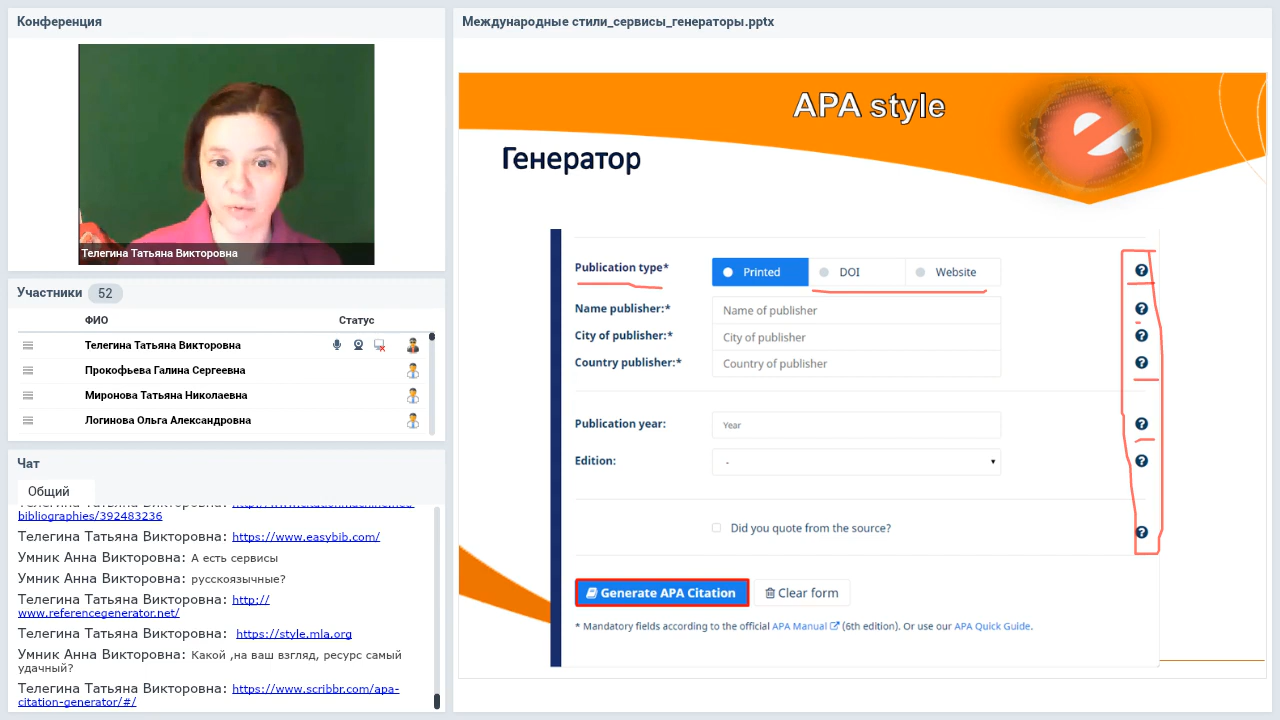 Конференция
Телегина Татьяна Викторовна
Участники 52
ФИО Статус
Телегина Татьяна Викторовна
Прокофьева Галина Сергеевна
Миронова Татьяна Николаевна
Логинова Ольга Александровна
Чат
Общий
Телегина Татьяна Викторовна:
bibliographies/392483236
Телегина Татьяна Викторовна: https://www.easybib.com/
Умник Анна Викторовна: А есть сервисы
Умник Анна Викторовна: русскоязычные?
Телегина Татьяна Викторовна: http://
www.referencegenerator.net/
Телегина Татьяна Викторовна: https://style.mla.org
Умник Анна Викторовна: Какой ,на ваш взгляд, ресурс самый
удачный?
Телегина Татьяна Викторовна: https://www.scribbr.com/apa-
citation-generator/#/
Международные стили_сервисы_генераторы.pptx
APA style
Генератор
Publication type* Printed DOI Website
Name publisher:* Name of publisher
City of publisher:* City of publisher
Country publisher:* Country of publisher
Publication year: Year
Edition: -
Did you quote from the source?
Generate APA Citation Clear form
* Mandatory fields according to the official APA Manual (6th edition). Or use our APA Quick Guide.